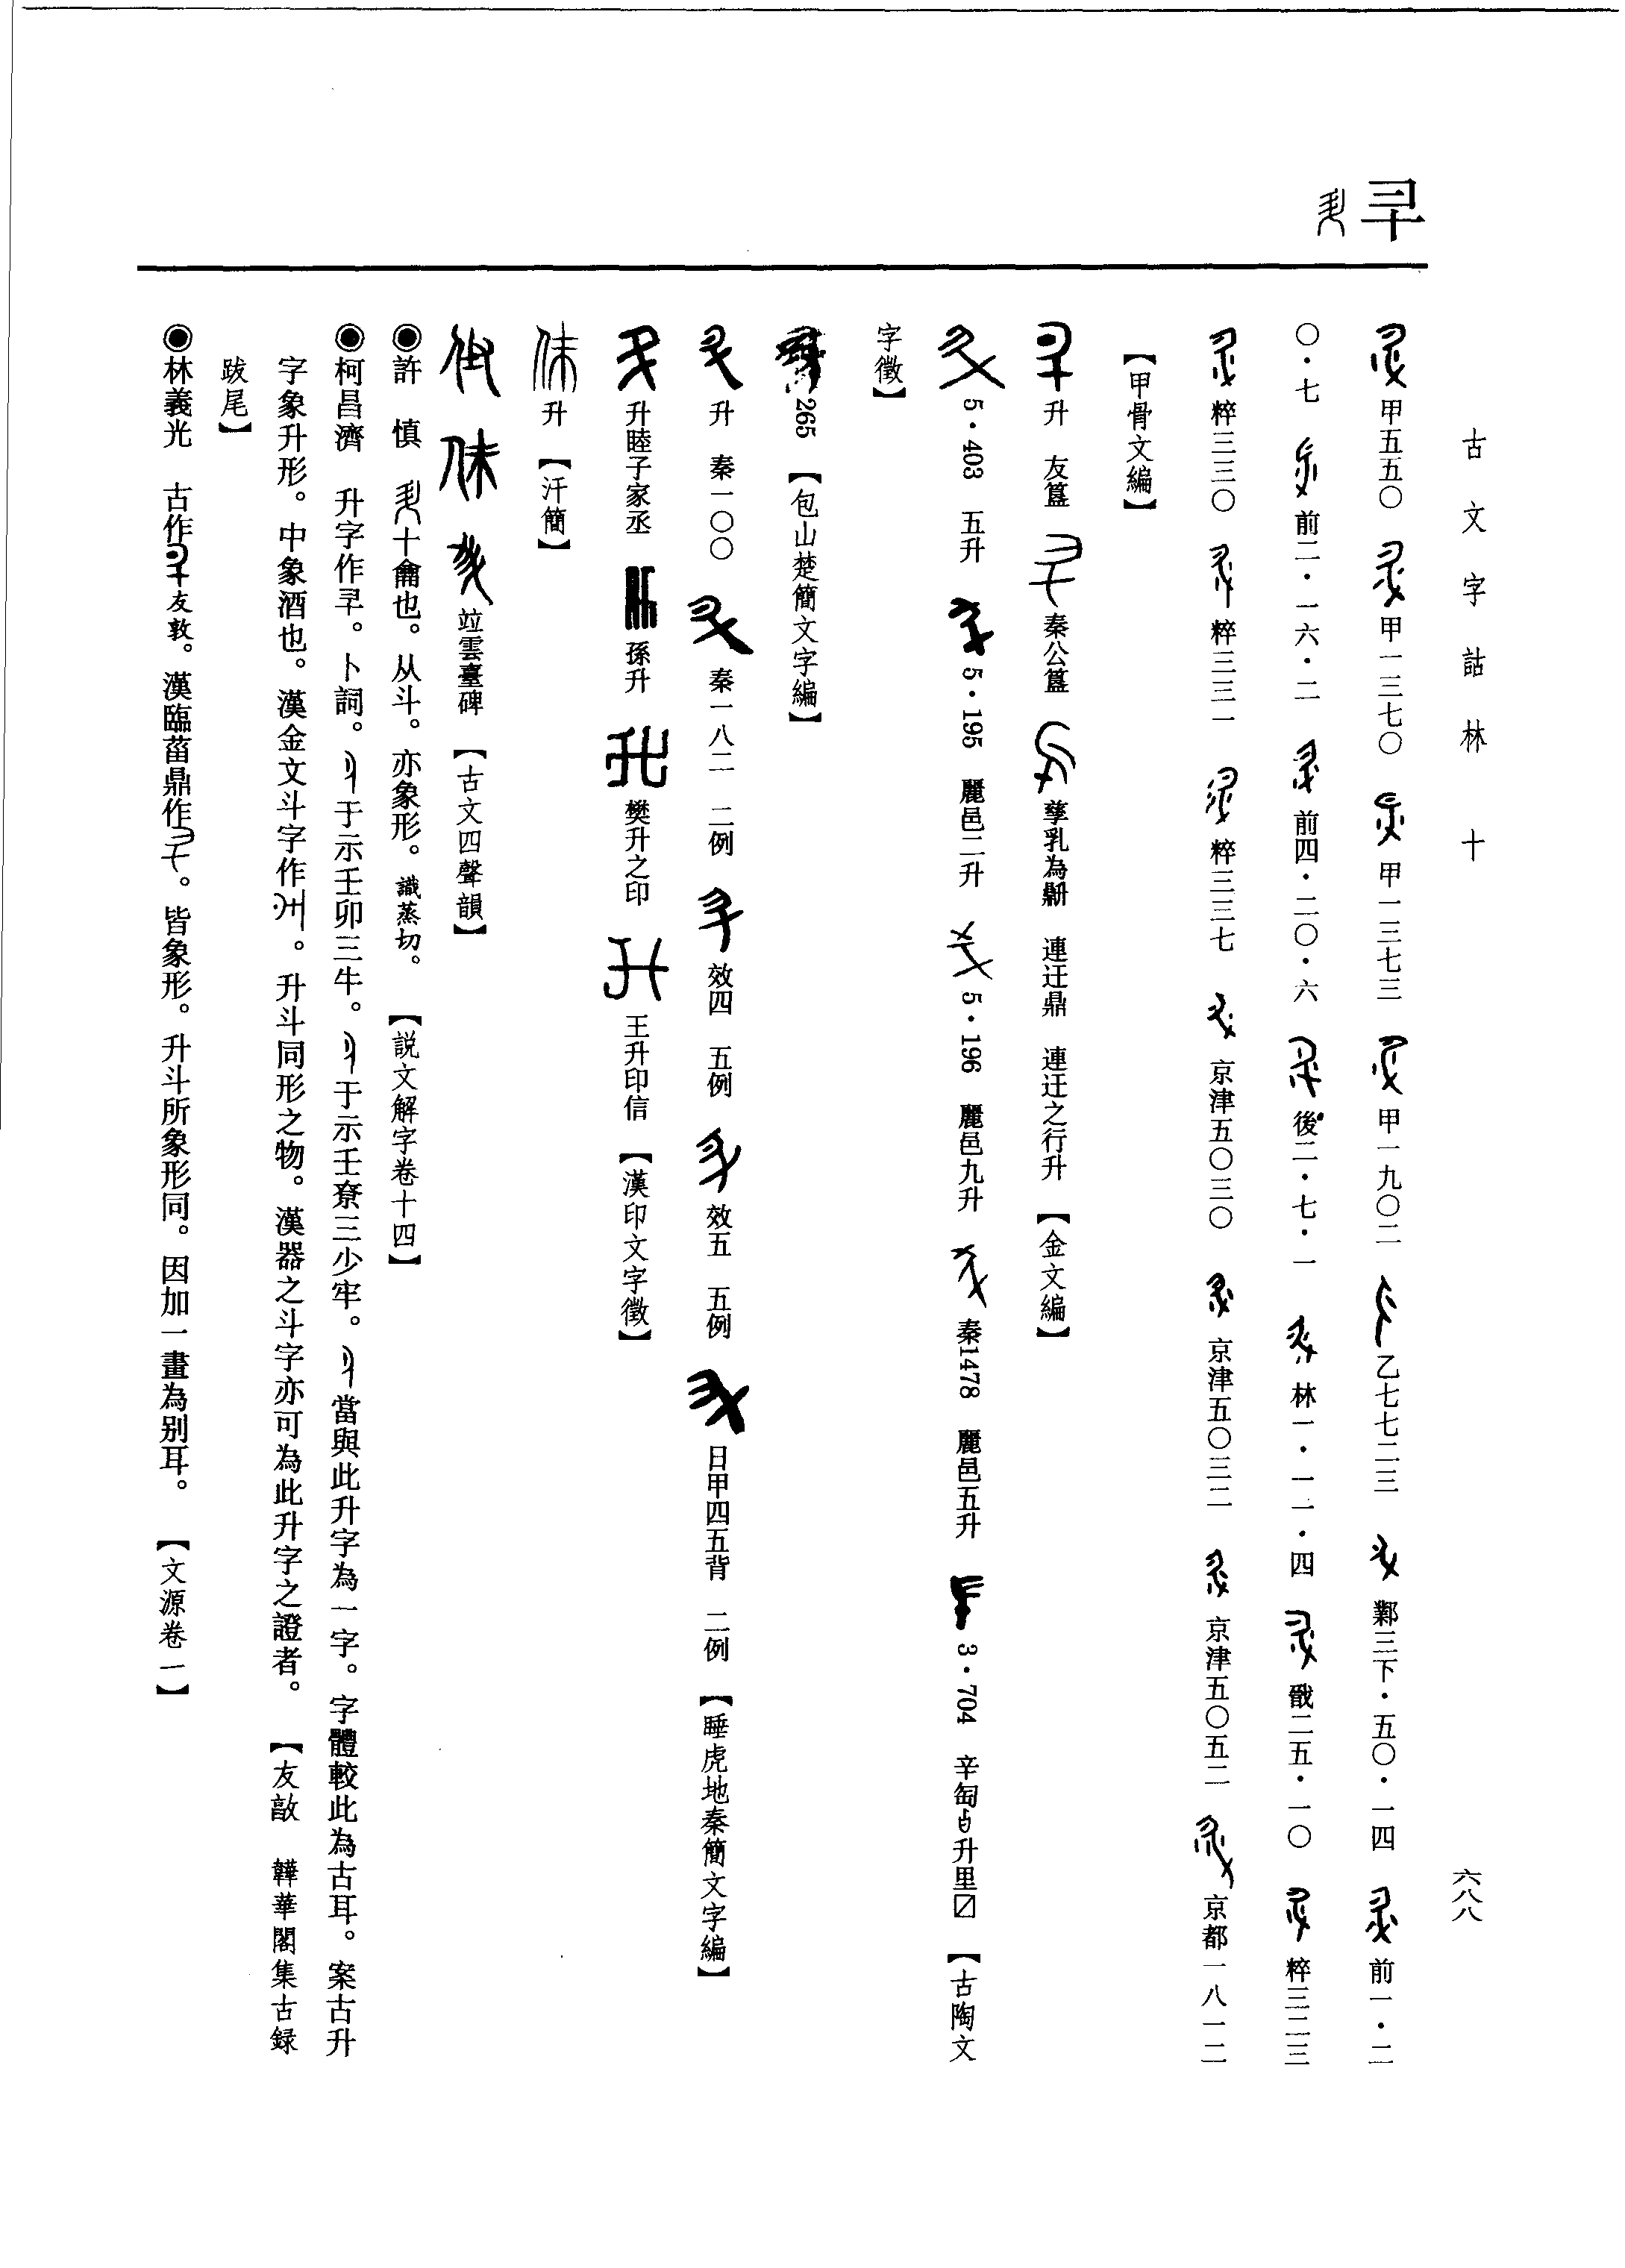 古文字詁林 十
六八八
甲五五〇 甲一三七〇 甲一三七三 甲一九〇二 乙七七二三 鄴三下·五〇·一四 前一·二
〇·七 前二·一六·二 前四·二〇·六 後二·七·一 林一·一一·四 戩二五·一〇 粹三二三
粹三三〇 粹三三一 粹三三七 京津五〇三〇 京津五〇三二 京津五〇五二 京都一八一二
【甲骨文編】
升 友簋 秦公簋 孳乳為鼾 連迂鼎 連迂之行升 【金文編】
5·403 五升 5·195 麗邑二升 5·196 麗邑九升 秦1478 麗邑五升 3·704 升里〼 【古陶文
字徵】
265 【包山楚簡文字編】
升 秦一〇〇 秦一八二 二例 效四 五例 效五 五例 日甲四五背 二例 【睡虎地秦簡文字編】
升睦子家丞 孫升 樊升之印 王升印信 【漢印文字徵】
升 【汗簡】
竝雲臺碑 【古文四聲韻】
◉許 慎 十龠也。从斗。亦象形。識蒸切。 【説文解字卷十四】
◉柯昌濟 升字作。卜詞。于示壬卯三牛。于示壬尞三少牢。當與此升字為一字。字體較此為古耳。案古升
字象升形。中象酒也。漢金文斗字作。升斗同形之物。漢器之斗字亦可為此升字之證者。 【友敦 韡華閣集古録
跋尾】
◉林義光 古作友敦。漢臨菑鼎作。皆象形。升斗所象形同。因加一畫為别耳。 【文源卷一】